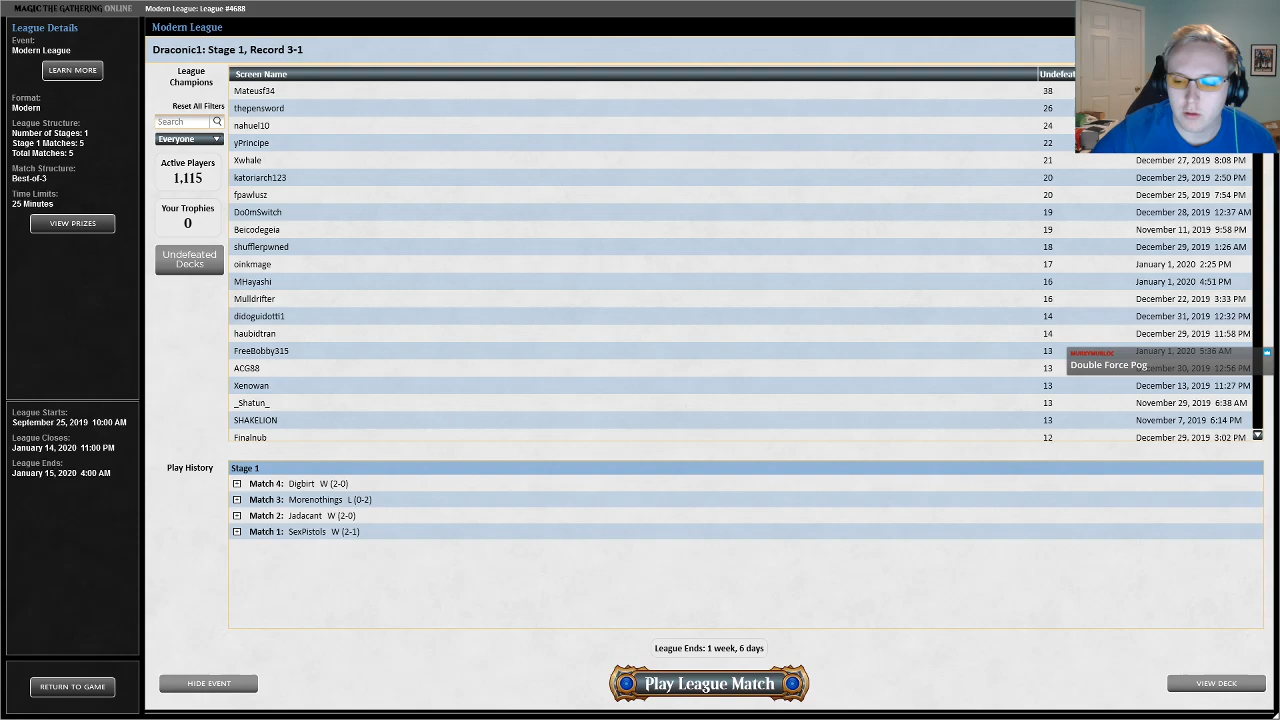 MAGIC THE GATHERING ONLINE
Modern League: League #4688
League Details
Event:
Modern League
LEARN MORE
Format:
Modern
League Structure:
Number of Stages: 1
Stage 1 Matches: 5
Total Matches: 5
Match Structure:
Best-of-3
Time Limits:
25 Minutes
VIEW PRIZES
League Starts:
September 25, 2019 10:00 AM
League Closes:
January 14, 2020 11:00 PM
League Ends:
January 15, 2020 4:00 AM
RETURN TO GAME
Modern League
Draconic1: Stage 1, Record 3-1
League
Champions
Reset All Filters
Search
Everyone
Active Players
1,115
Your Trophies
0
Undefeated
Decks
Screen Name Undefeat
Mateusf34 38
thepensword 26
nahuel10 24
yPrincipe 22
Xwhale 21 December 27, 2019 8:08 PM
katoriarch123 20 December 29, 2019 2:50 PM
fpawlusz 20 December 25, 2019 7:54 PM
Do0mSwitch 19 December 28, 2019 12:37 AM
Beicodegeia 19 November 11, 2019 9:58 PM
shufflerpwned 18 December 29, 2019 1:26 AM
oinkmage 17 January 1, 2020 2:25 PM
MHayashi 16 January 1, 2020 4:51 PM
Mulldrifter 16 December 22, 2019 3:33 PM
didoguidotti1 14 December 31, 2019 12:32 PM
haubidtran 14 December 29, 2019 11:58 PM
FreeBobby315 13 January 1, 2020 5:36 AM
ACG88 13 30, 2019 12:56 PM
Double Force Pog
Xenowan 13 December 13, 2019 11:27 PM
_Shatun_ 13 November 29, 2019 6:38 AM
SHAKELION 13 November 7, 2019 6:14 PM
Finalnub 12 December 29, 2019 3:02 PM
Play History
Stage 1
Match 4: Digbirt W (2-0)
Match 3: Morenothings L (0-2)
Match 2: Jadacant W (2-0)
Match 1: SexPistols W (2-1)
League Ends: 1 week, 6 days
HIDE EVENT
Play League Match
VIEW DECK